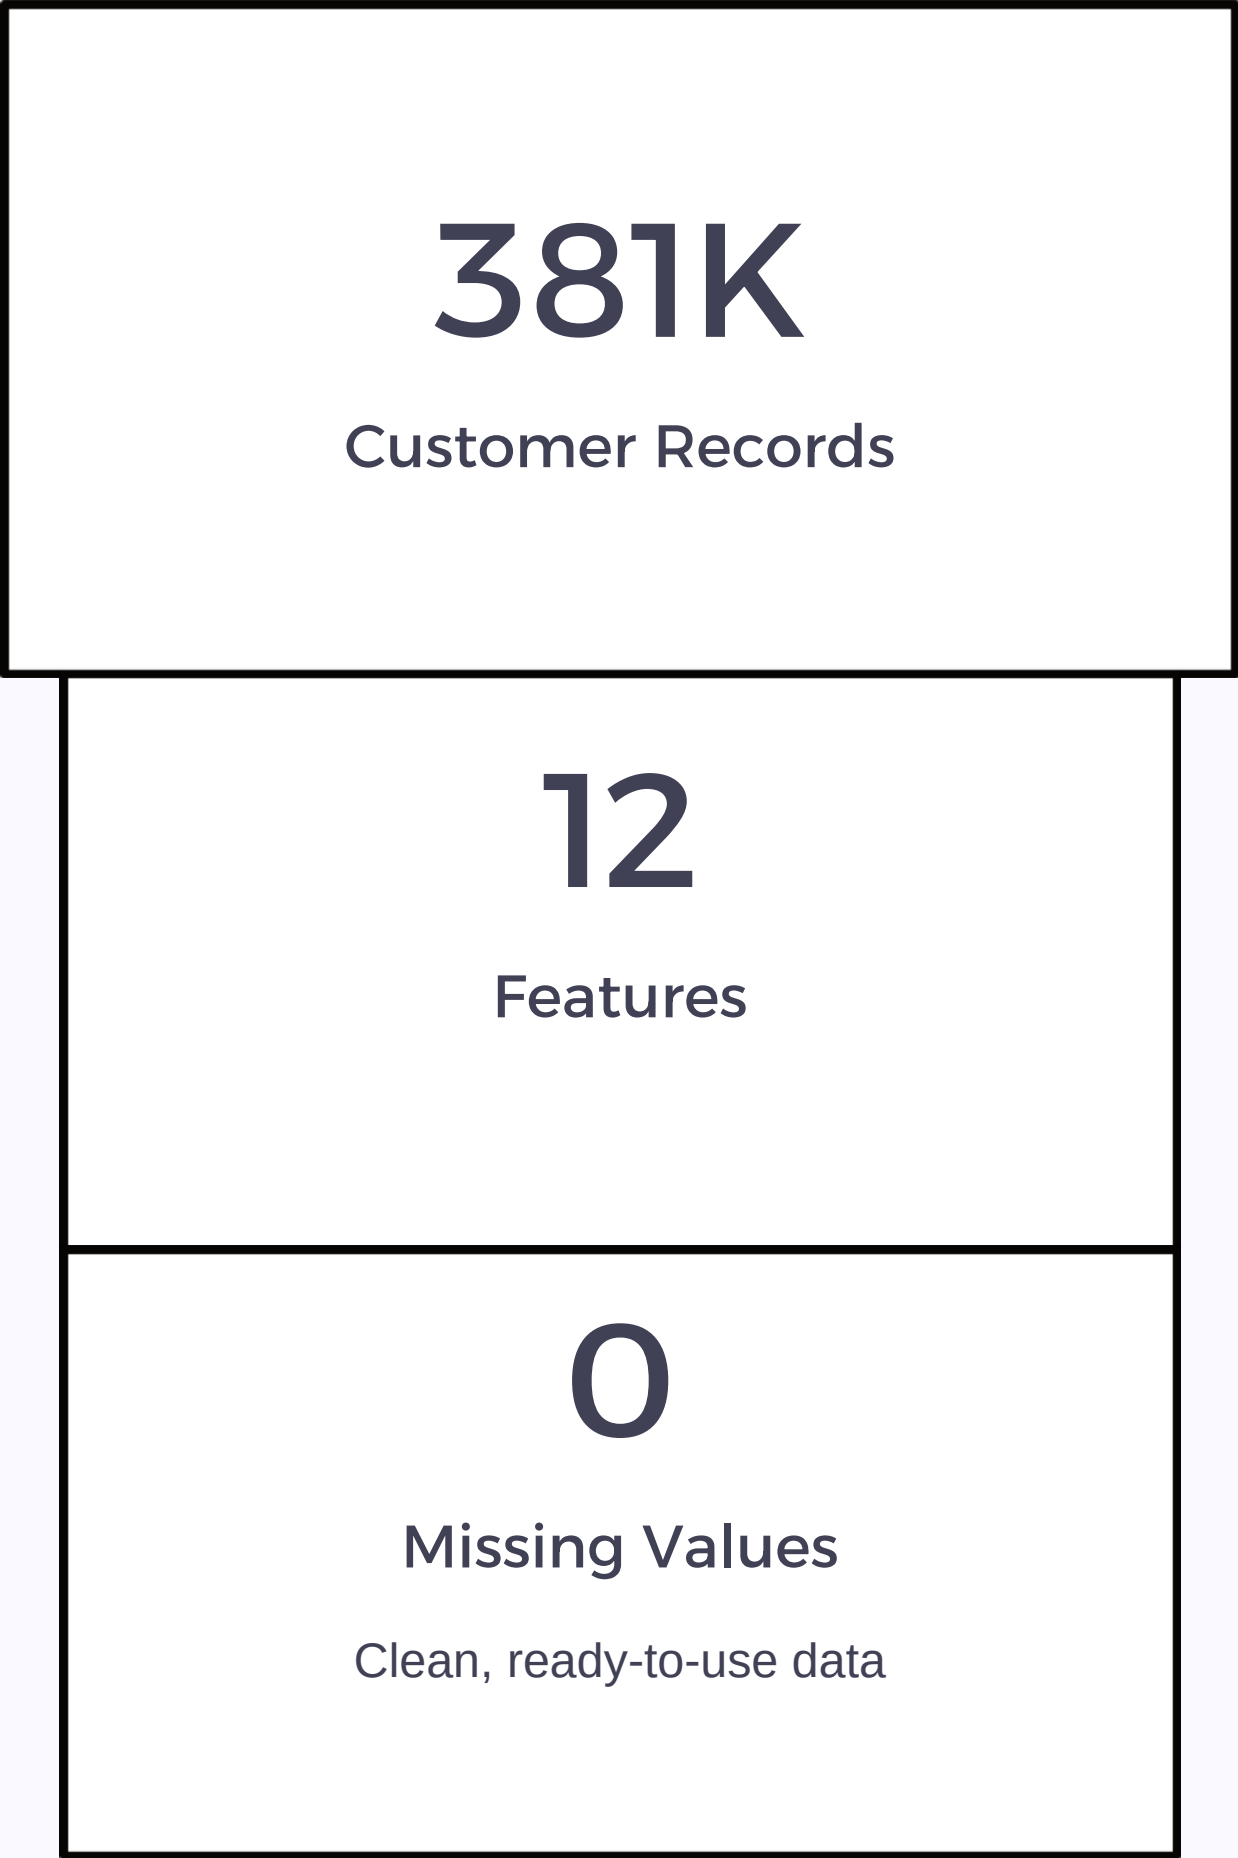 381K
Customer Records
12
Features
0
Missing Values
Clean, ready-to-use data